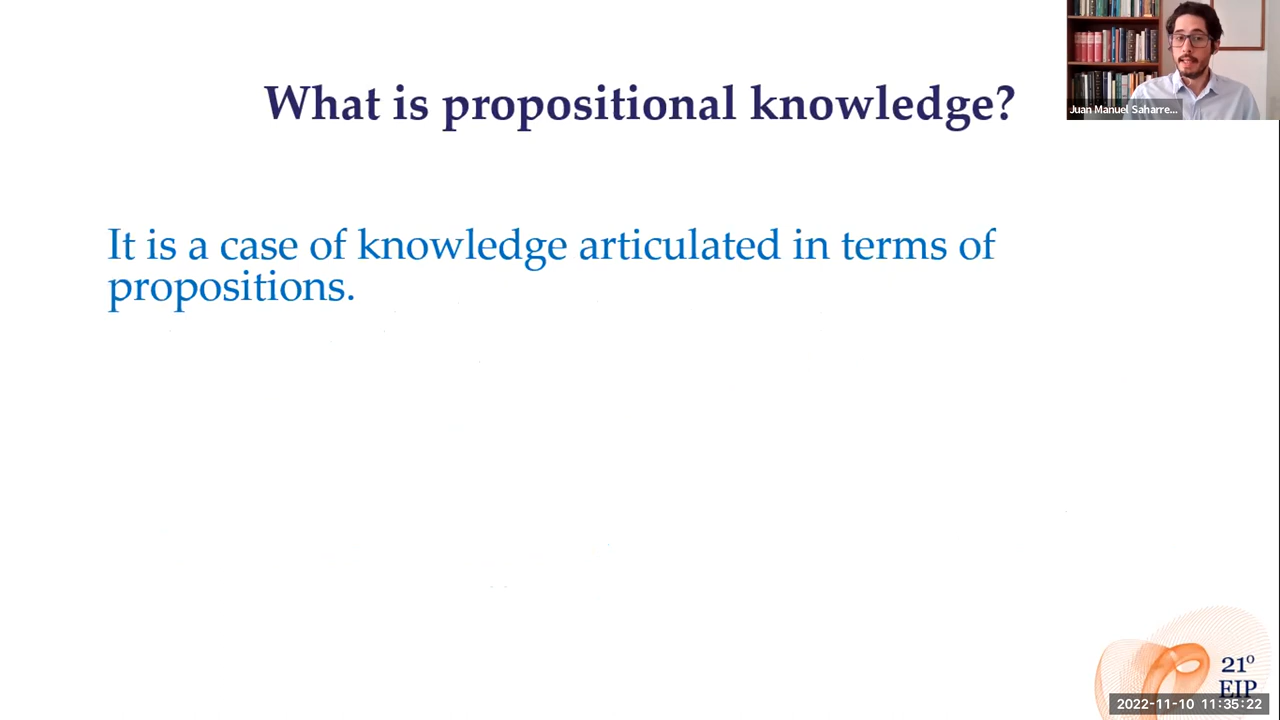 What is propositional knowledge?
Juan Manuel Saharre...
It is a case of knowledge articulated in terms of
propositions.
21º
EIP
2022-11-10 11:35:22